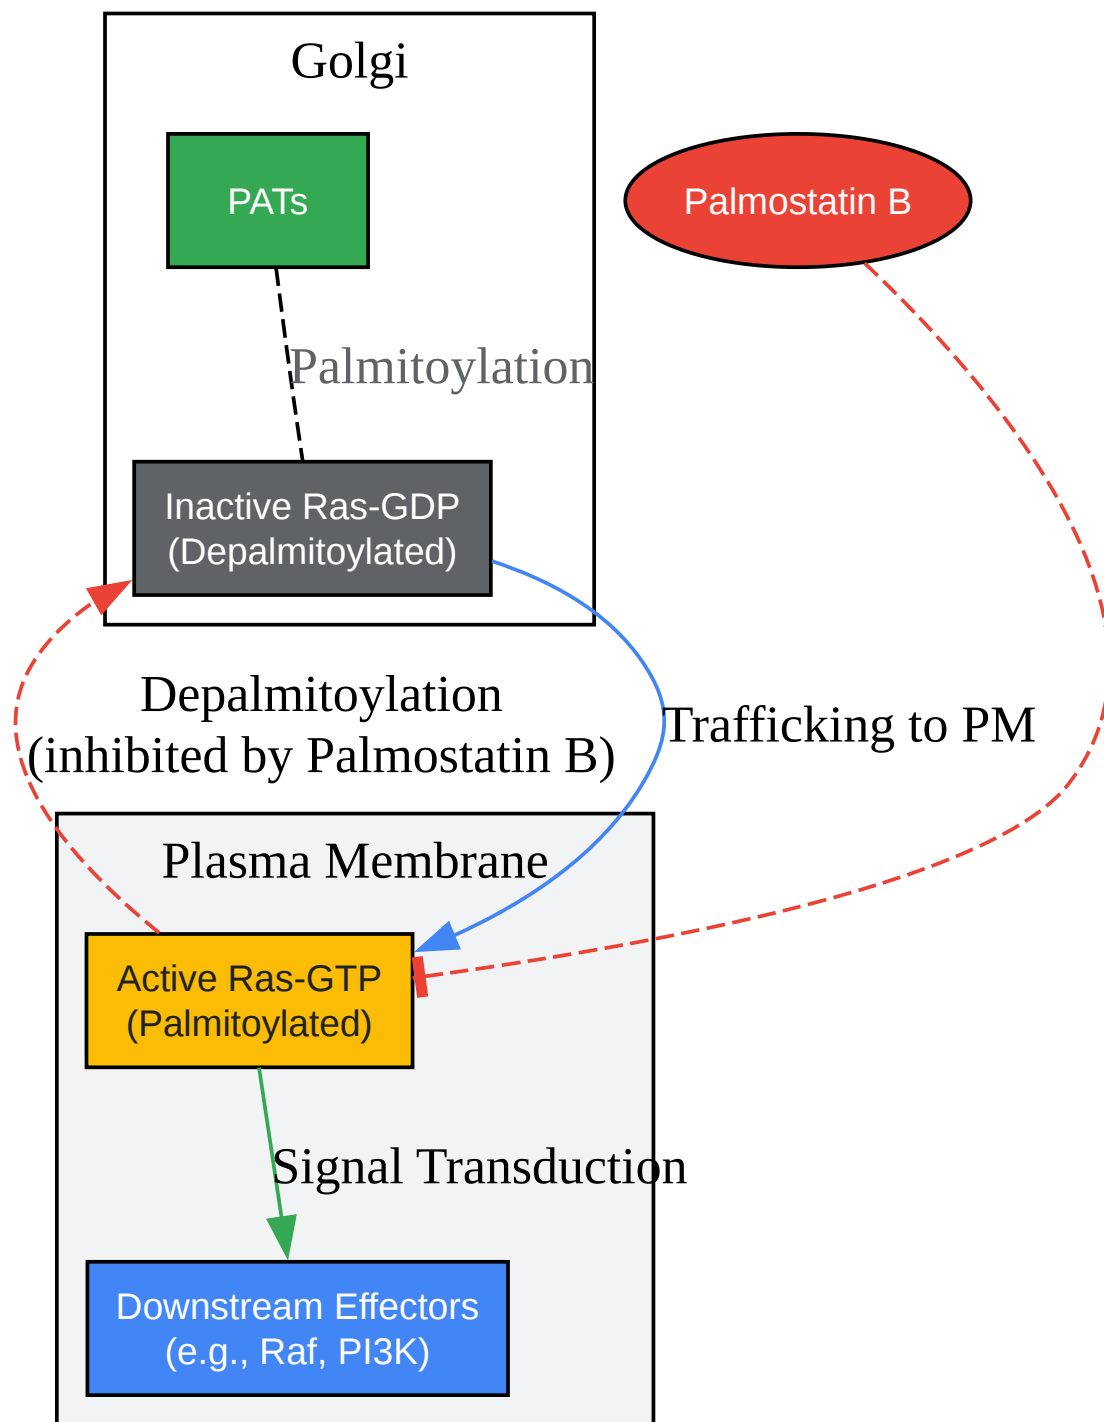 Golgi
PATs
Palmostatin B
Palmitoylation
Inactive Ras-GDP
(Depalmitoylated)
Depalmitoylation
(inhibited by Palmostatin B)
Trafficking to PM
Plasma Membrane
Active Ras-GTP
(Palmitoylated)
Signal Transduction
Downstream Effectors
(e.g., Raf, PI3K)